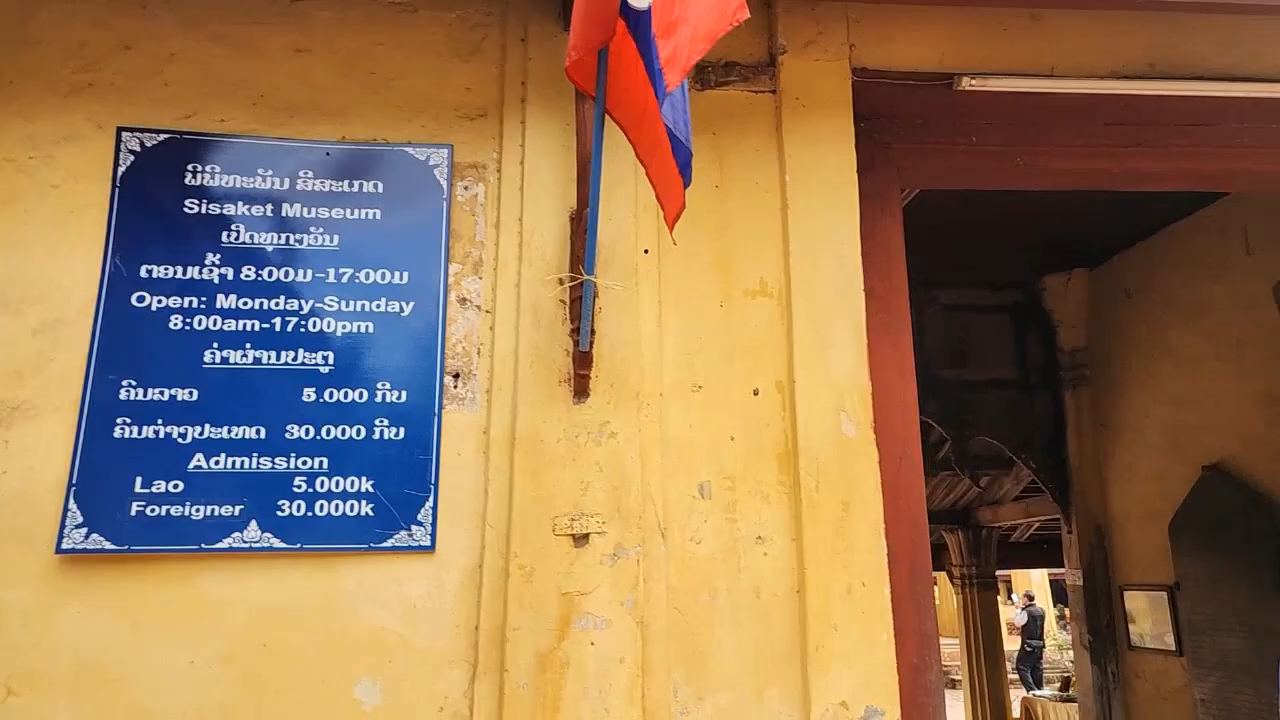 ພິພິທະພັນ ສີສະເກດ
Sisaket Museum
ເປີດທຸກໆວັນ
ຕອນເຊົ້າ 8:00ມ-17:00ມ
Open: Monday-Sunday
8:00am-17:00pm
ຄ່າຜ່ານປະຕູ
ຄົນລາວ 5.000 ກີບ
ຄົນຕ່າງປະເທດ 30.000 ກີບ
Admission
Lao 5.000k
Foreigner 30.000k